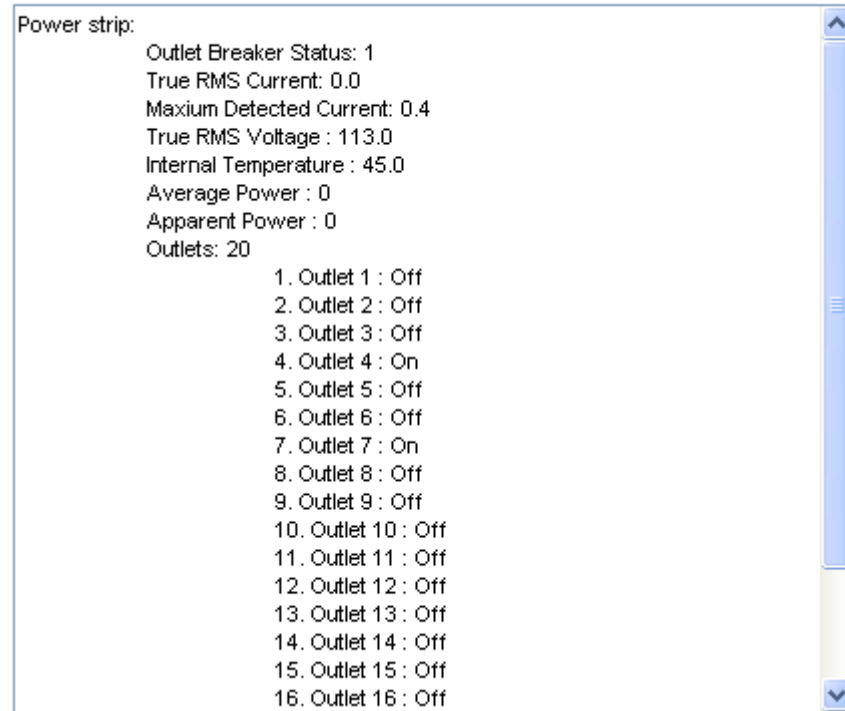 Power strip:
Outlet Breaker Status: 1
True RMS Current: 0.0
Maxium Detected Current: 0.4
True RMS Voltage : 113.0
Internal Temperature : 45.0
Average Power : 0
Apparent Power : 0
Outlets: 20
1. Outlet 1 : Off
2. Outlet 2 : Off
3. Outlet 3 : Off
4. Outlet 4 : On
5. Outlet 5 : Off
6. Outlet 6 : Off
7. Outlet 7 : On
8. Outlet 8 : Off
9. Outlet 9 : Off
10. Outlet 10 : Off
11. Outlet 11 : Off
12. Outlet 12 : Off
13. Outlet 13 : Off
14. Outlet 14 : Off
15. Outlet 15 : Off
16. Outlet 16 : Off